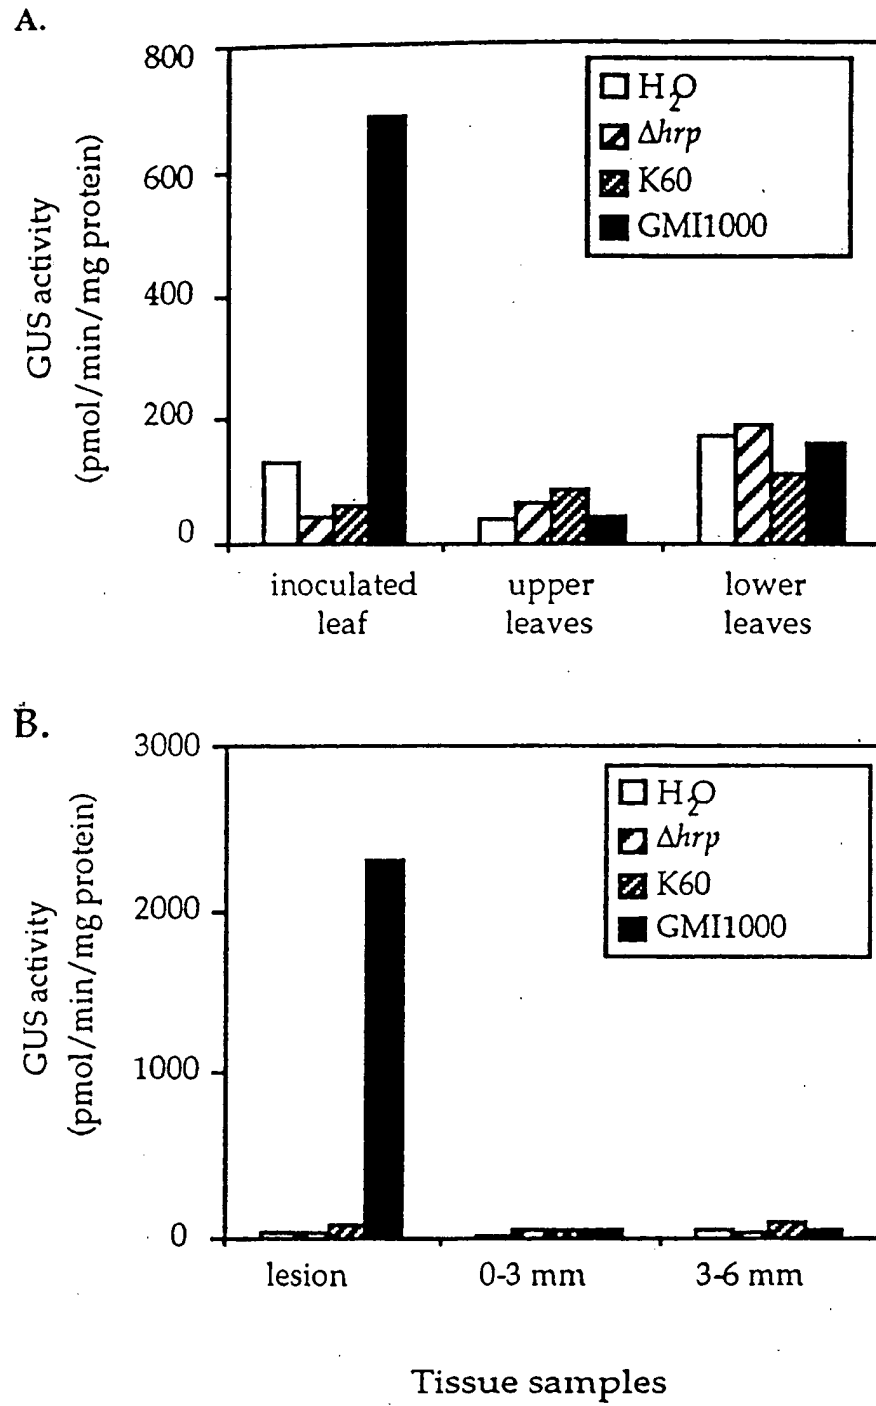 A.
800
600
400
200
0
GUS activity
(pmol/min/mg protein)
H2O
Δhrp
K60
GMI1000
inoculated leaf
upper leaves
lower leaves
B.
3000
2000
1000
0
GUS activity
(pmol/min/mg protein)
H2O
Δhrp
K60
GMI1000
lesion
0-3 mm
3-6 mm
Tissue samples